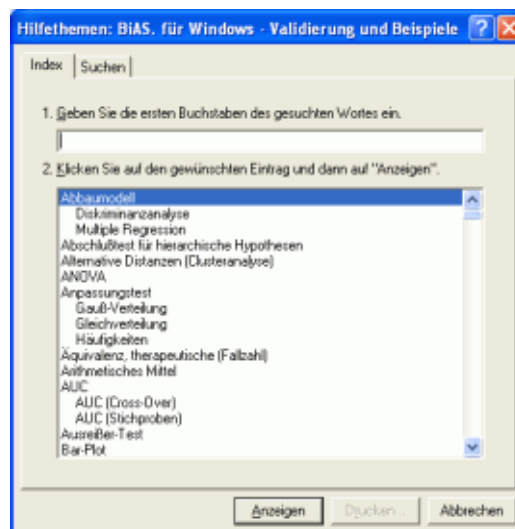 Hilfethemen: BiAS. für Windows - Validierung und Beispiele
Index Suchen
1. Geben Sie die ersten Buchstaben des gesuchten Wortes ein.
2. Klicken Sie auf den gewünschten Eintrag und dann auf "Anzeigen".
Abbaumodell
Diskriminanzanalyse
Multiple Regression
Abschlußtest für hierarchische Hypothesen
Alternative Distanzen (Clusteranalyse)
ANOVA
Anpassungstest
Gauß-Verteilung
Gleichverteilung
Häufigkeiten
Äquivalenz, therapeutische (Fallzahl)
Arithmetisches Mittel
AUC
AUC (Cross-Over)
AUC (Stichproben)
Ausreißer-Test
Bar-Plot
Anzeigen Drucken... Abbrechen